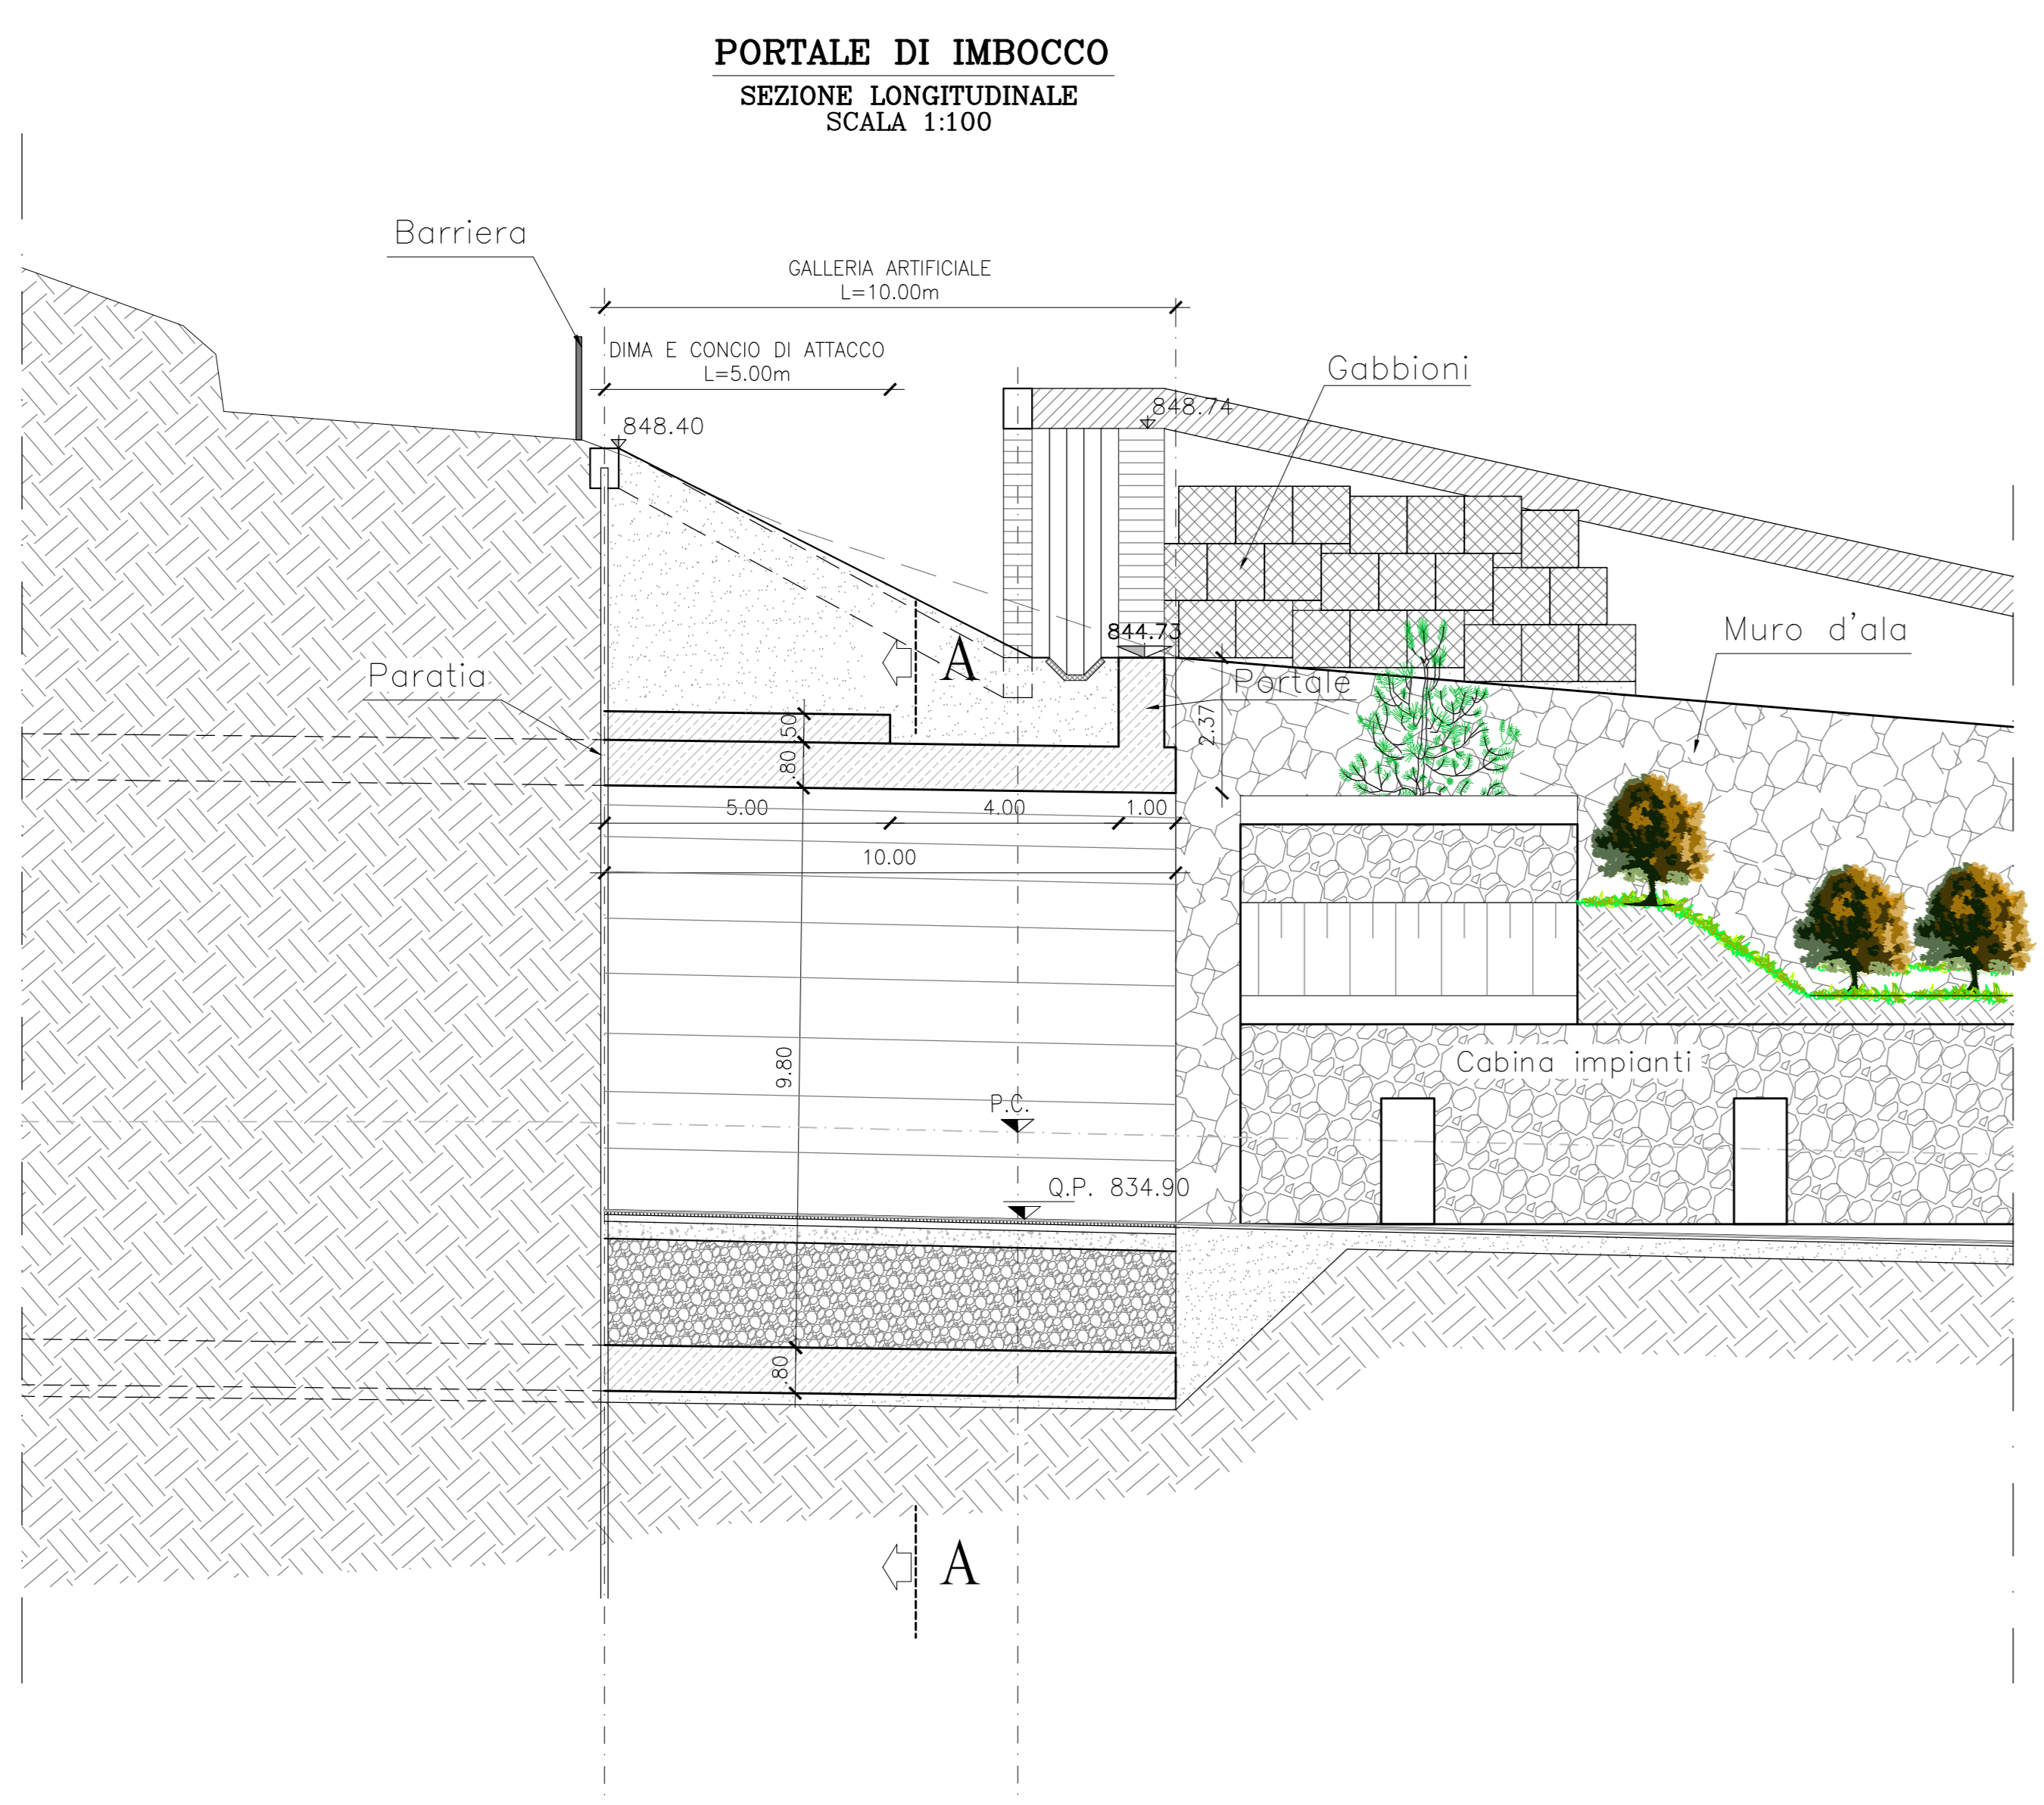 PORTALE DI IMBOCCO
SEZIONE LONGITUDINALE
SCALA 1:100
Barriera
GALLERIA ARTIFICIALE
L=10.00m
DIMA E CONCIO DI ATTACCO
L=5.00m
Gabbioni
848.74
848.40
Muro d'ala
844.73
A
Paratia
Portale
.50
2.37
.80
5.00
4.00
1.00
10.00
9.80
Cabina impianti
P.C.
Q.P. 834.90
.80
A